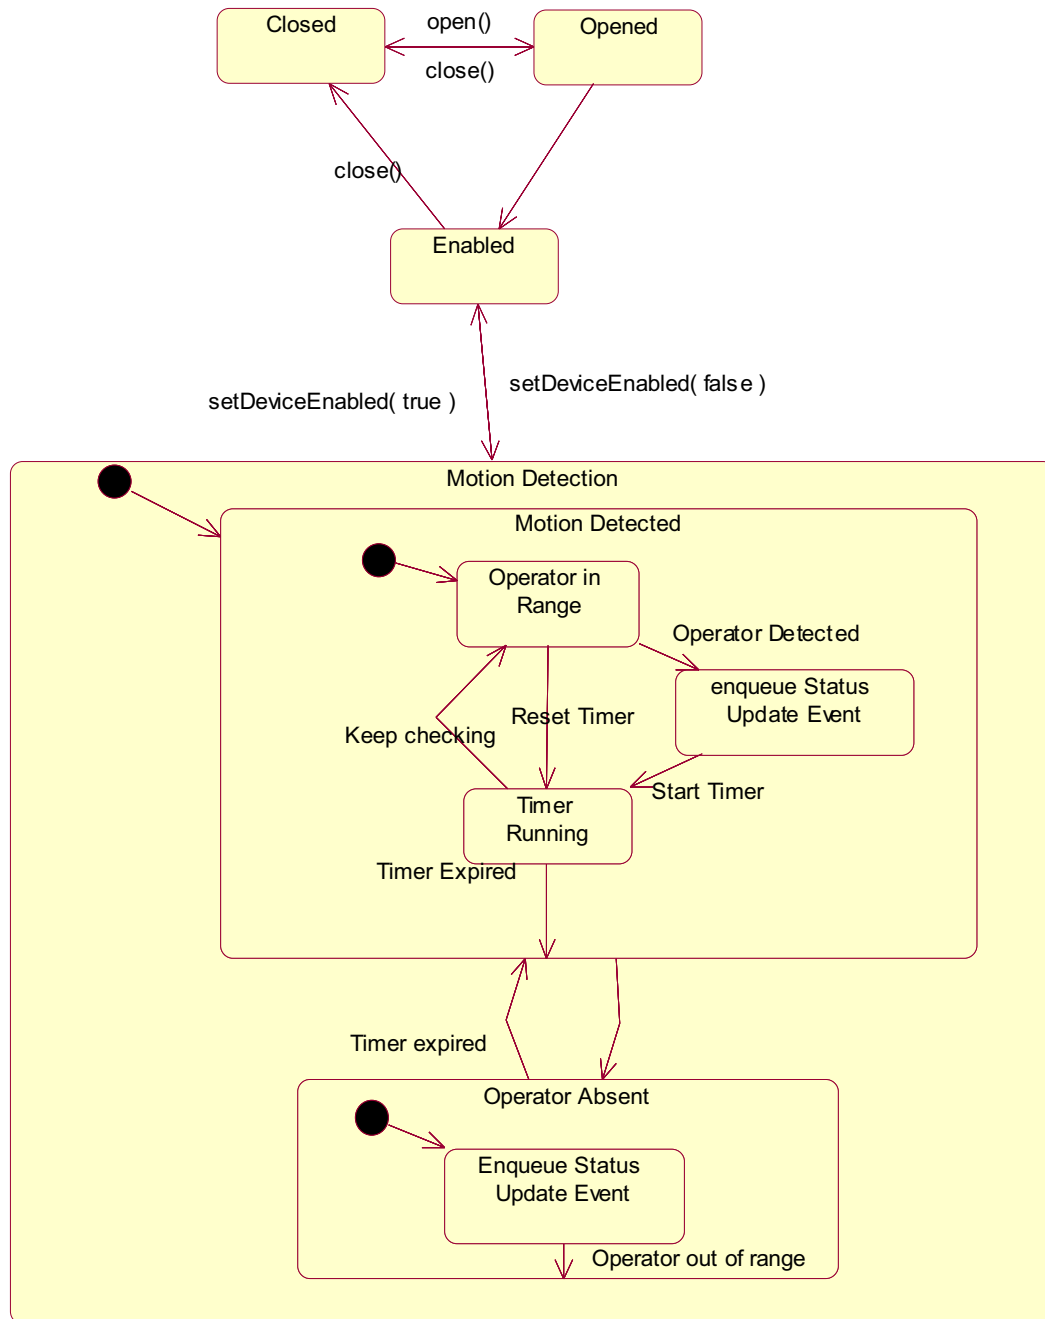 Closed
open()
Opened
close()
close()
Enabled
setDeviceEnabled( false )
setDeviceEnabled( true )
Motion Detection
Motion Detected
Operator in
Range
Operator Detected
enqueue Status
Update Event
Reset Timer
Keep checking
Start Timer
Timer
Running
Timer Expired
Timer expired
Operator Absent
Enqueue Status
Update Event
Operator out of range